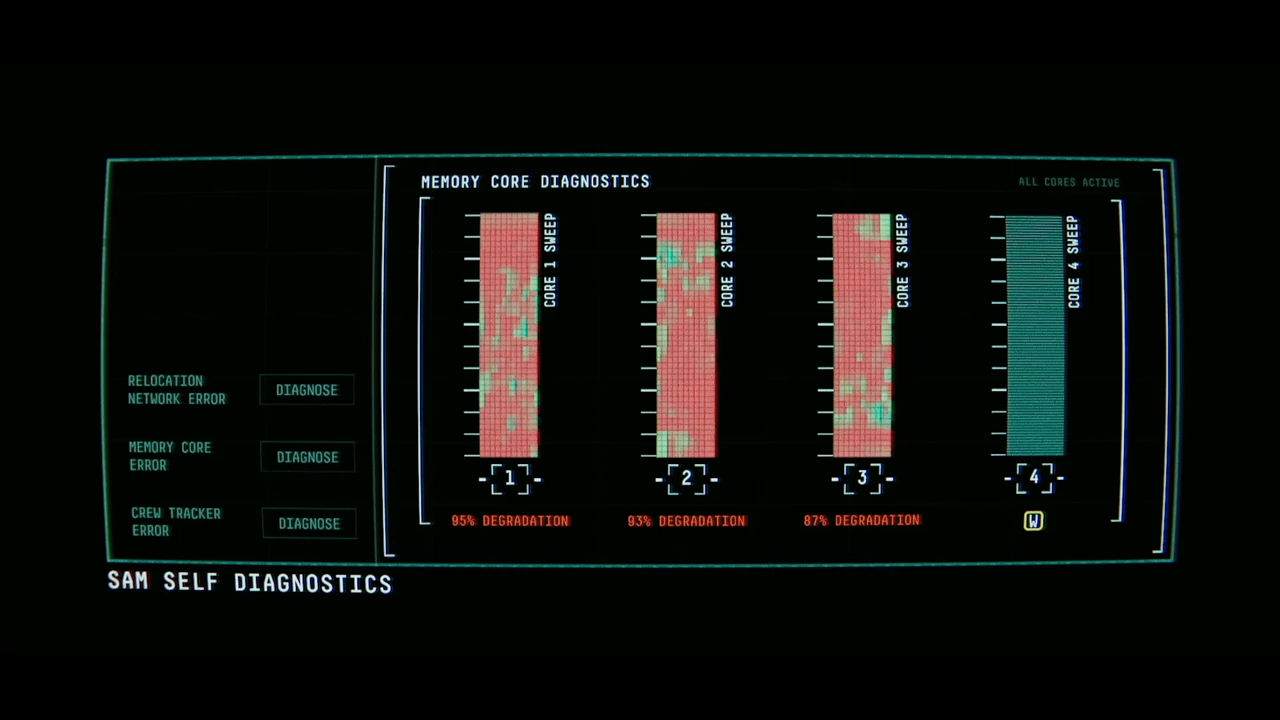 MEMORY CORE DIAGNOSTICS
ALL CORES ACTIVE
CORE 1 SWEEP
CORE 2 SWEEP
CORE 3 SWEEP
CORE 4 SWEEP
1
2
3
4
95% DEGRADATION
93% DEGRADATION
87% DEGRADATION
W
RELOCATION
NETWORK ERROR
DIAGNOSE
MEMORY CORE
ERROR
DIAGNOSE
CREW TRACKER
ERROR
DIAGNOSE
SAM SELF DIAGNOSTICS